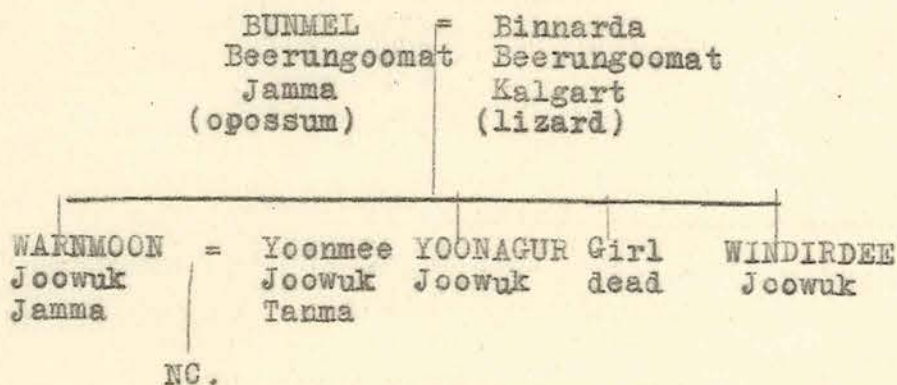 BUNMEL = Binnarda
Beerungoomat Beerungoomat
Jamma Kalgart
(opossum) (lizard)
WARNMOON = Yoonmee YOONAGUR Girl WINDIRDEE
Joowuk Joowuk Joowuk dead Joowuk
Jamma Tanma
NC.